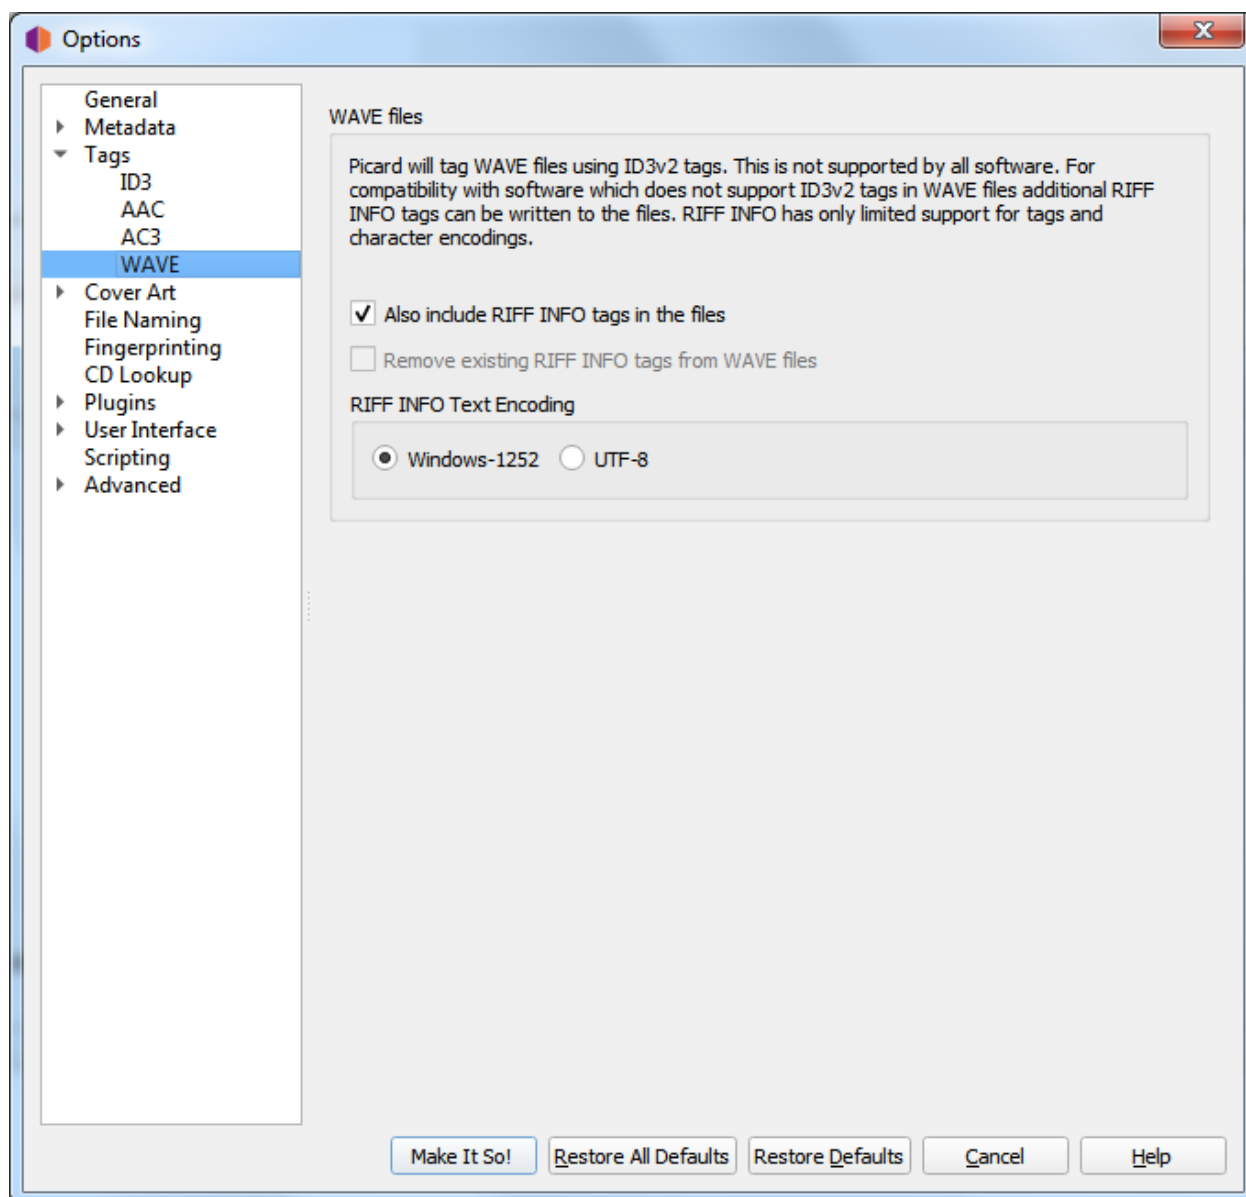 Options
General
Metadata
Tags
ID3
AAC
AC3
WAVE
Cover Art
File Naming
Fingerprinting
CD Lookup
Plugins
User Interface
Scripting
Advanced
WAVE files
Picard will tag WAVE files using ID3v2 tags. This is not supported by all software. For
compatibility with software which does not support ID3v2 tags in WAVE files additional RIFF
INFO tags can be written to the files. RIFF INFO has only limited support for tags and
character encodings.
Also include RIFF INFO tags in the files
Remove existing RIFF INFO tags from WAVE files
RIFF INFO Text Encoding
Windows-1252 UTF-8
Make It So! Restore All Defaults Restore Defaults Cancel Help